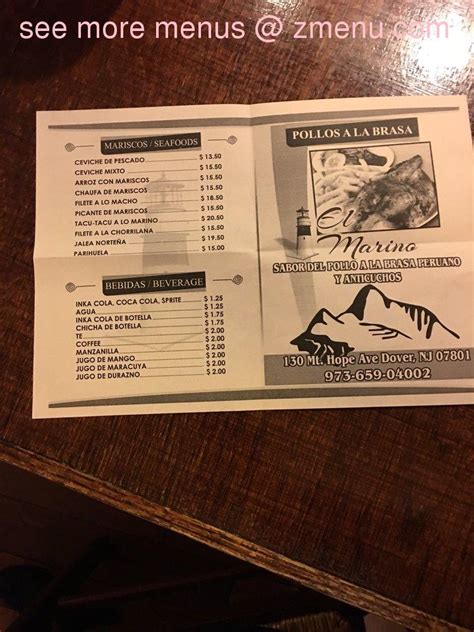 see more menus @ zmenu.com
MARISCOS / SEAFOODS
CEVICHE DE PESCADO $ 13.50
CEVICHE MIXTO $ 15.50
ARROZ CON MARISCOS $ 15.50
CHAUFA DE MARISCOS $ 15.50
FILETE A LO MACHO $ 18.50
PICANTE DE MARISCOS $ 15.50
TACU-TACU A LO MARINO $ 20.50
FILETE A LA CHORRILANA $ 15.50
JALEA NORTEÑA $ 19.50
PARIHUELA $ 15.00
BEBIDAS / BEVERAGE
INKA COLA, COCA COLA, SPRITE $ 1.25
AGUA $ 1.25
INKA COLA DE BOTELLA $ 1.75
CHICHA DE BOTELLA $ 1.75
TE $ 2.00
COFFEE $ 2.00
MANZANILLA $ 2.00
JUGO DE MANGO $ 2.00
JUGO DE MARACUYA $ 2.00
JUGO DE DURAZNO $ 2.00
POLLOS A LA BRASA
El
Marino
SABOR DEL POLLO A LA BRASA PERUANO
Y ANTICUCHOS
130 Mt. Hope Ave Dover, NJ 07801
973-659-04002